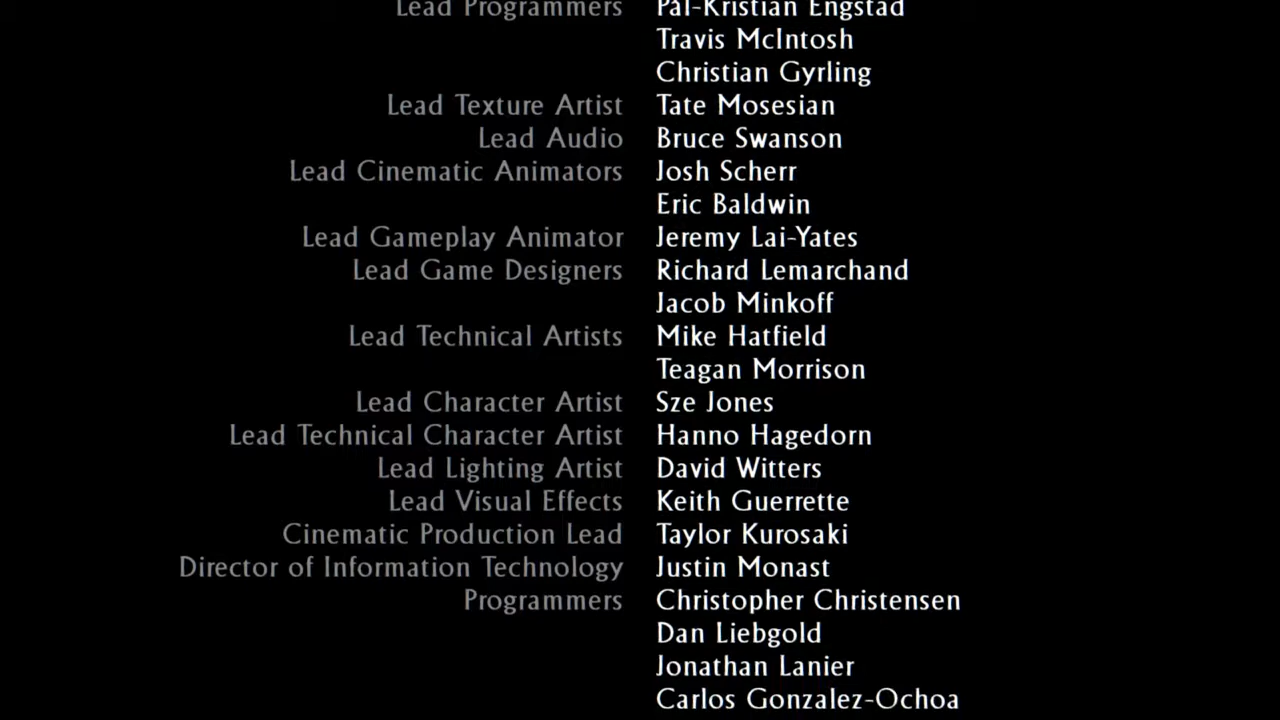 Lead Programmers Pål-Kristian Engstad
Travis McIntosh
Christian Gyrling
Lead Texture Artist Tate Mosesian
Lead Audio Bruce Swanson
Lead Cinematic Animators Josh Scherr
Eric Baldwin
Lead Gameplay Animator Jeremy Lai-Yates
Lead Game Designers Richard Lemarchand
Jacob Minkoff
Lead Technical Artists Mike Hatfield
Teagan Morrison
Lead Character Artist Sze Jones
Lead Technical Character Artist Hanno Hagedorn
Lead Lighting Artist David Witters
Lead Visual Effects Keith Guerrette
Cinematic Production Lead Taylor Kurosaki
Director of Information Technology Justin Monast
Programmers Christopher Christensen
Dan Liebgold
Jonathan Lanier
Carlos Gonzalez-Ochoa